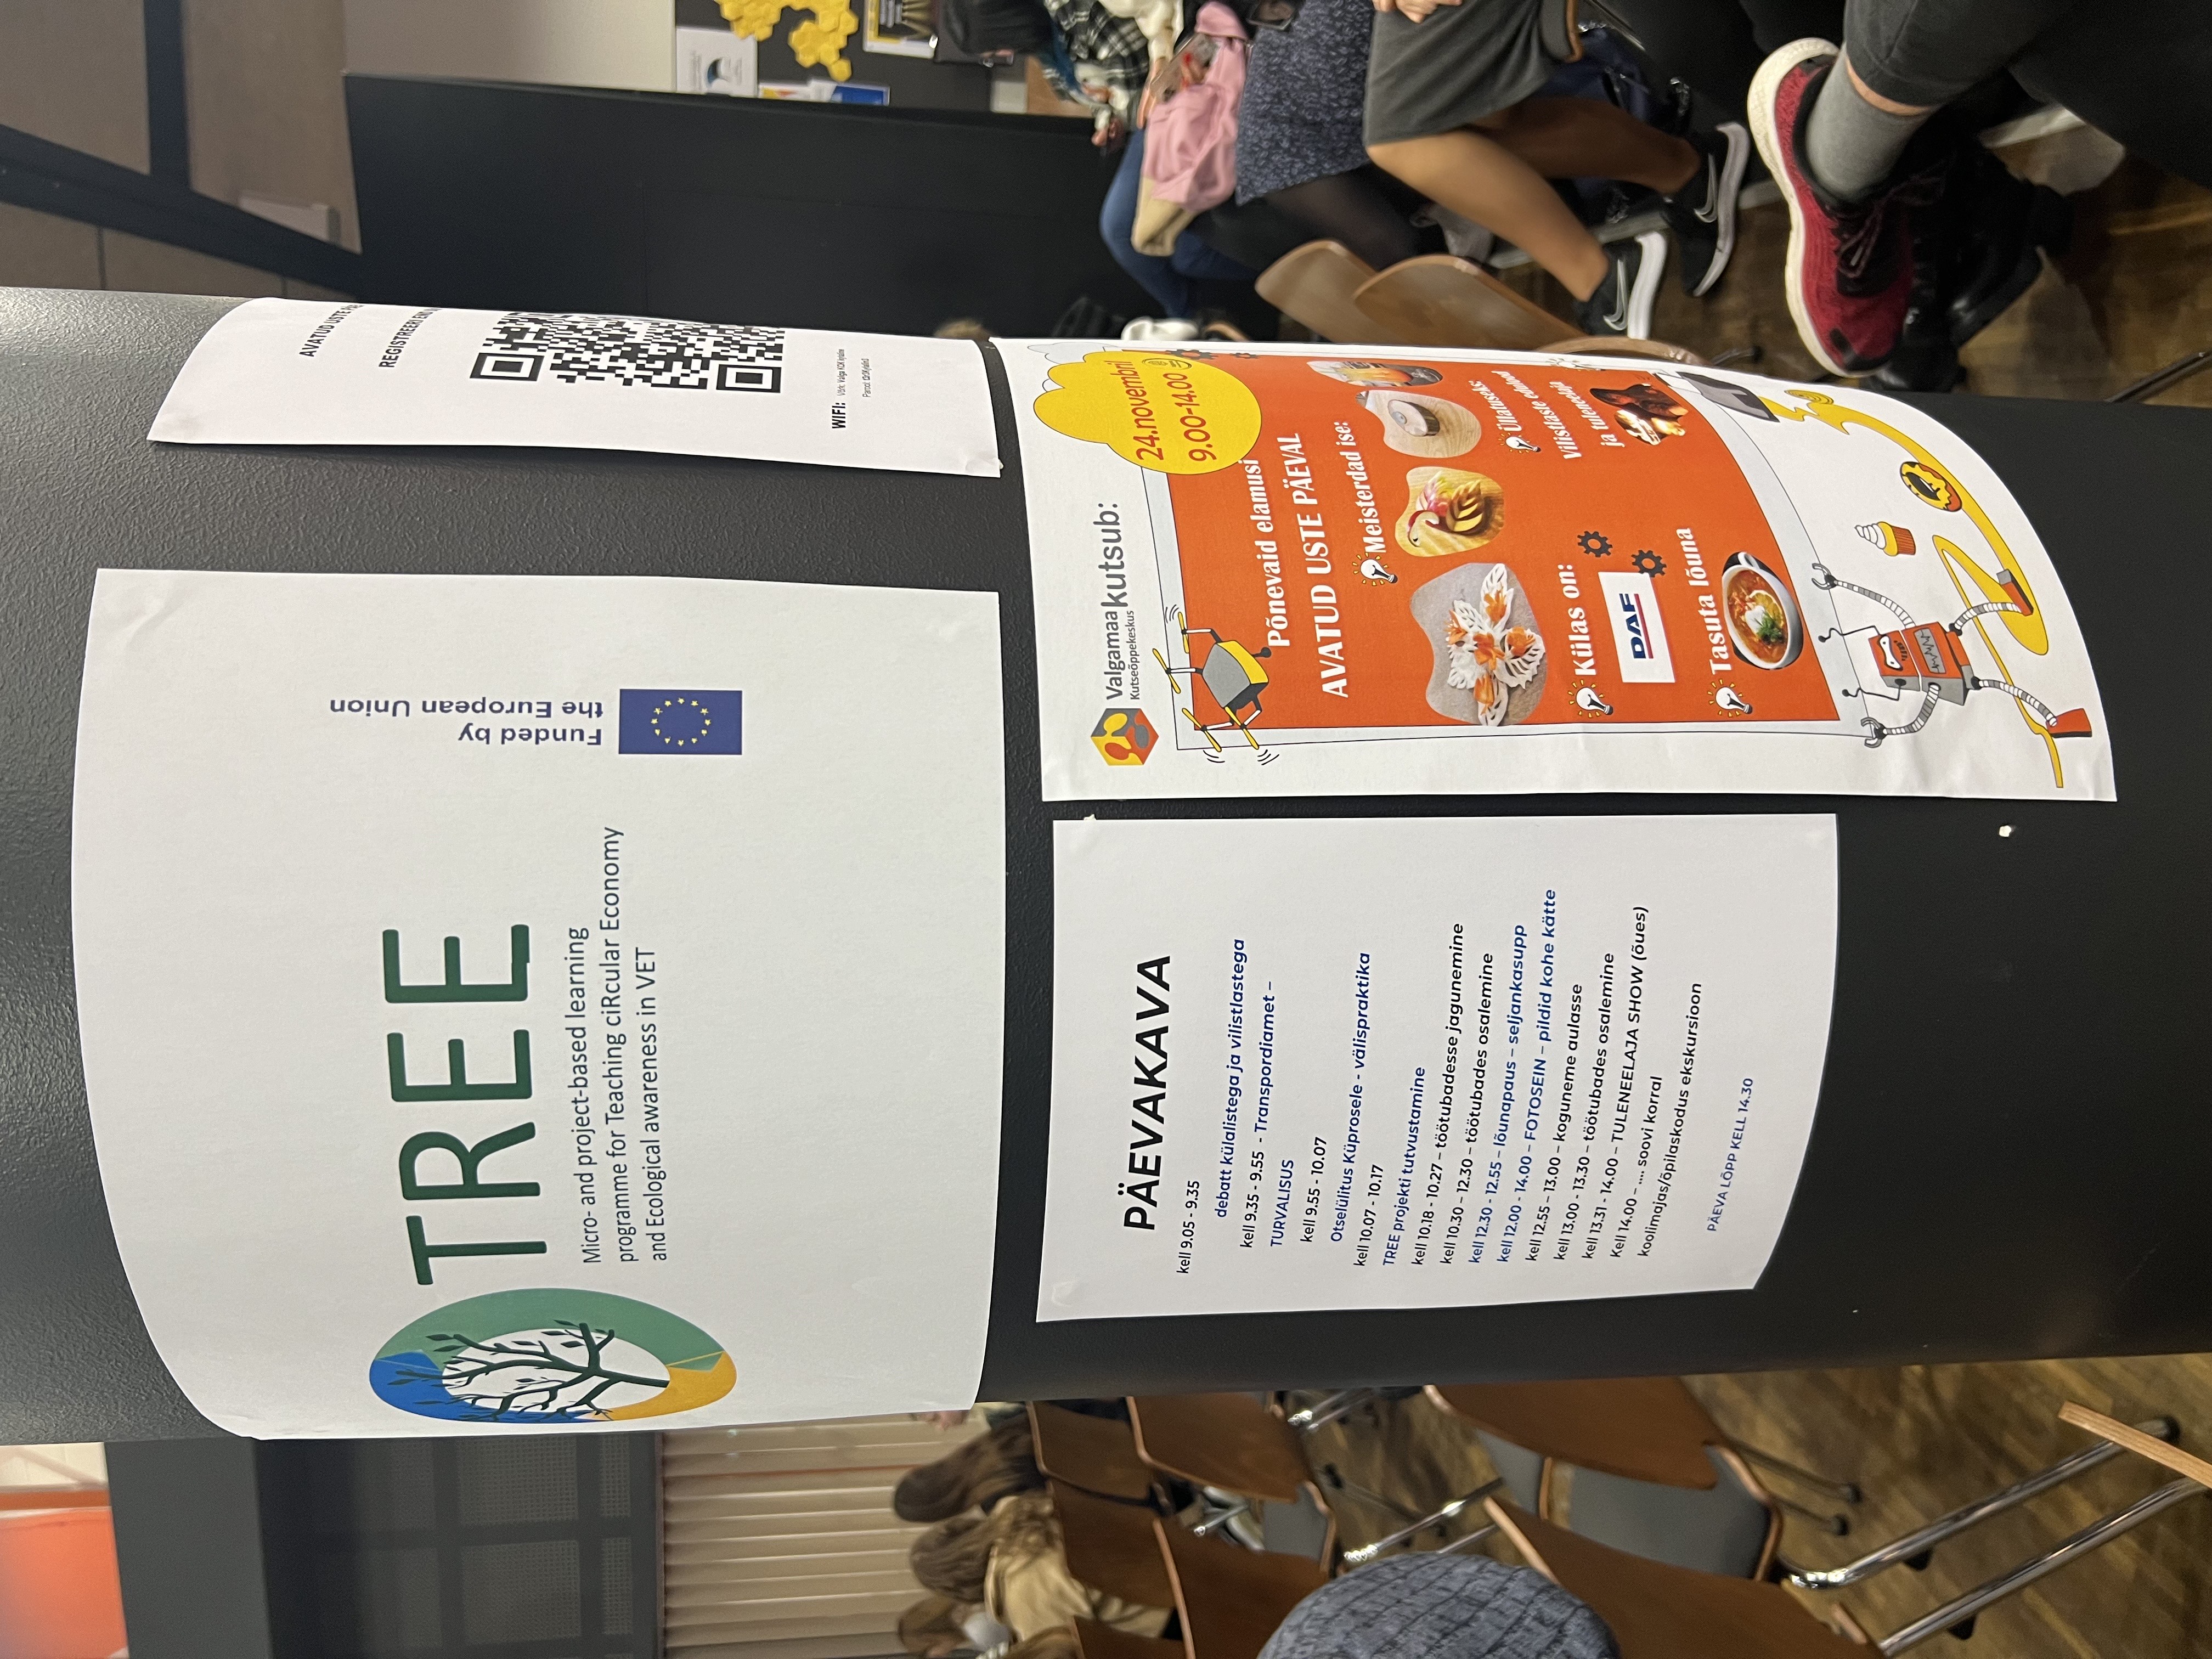 TREE
Micro- and project-based learning
programme for Teaching ciRcular Economy
and Ecological awareness in VET
Funded by
the European Union
AVATUD USTE
REGISTREERI
WIFI:
PÄEVAKAVA
kell 9.05 - 9.35
debatt külalistega ja vilistlastega
kell 9.35 - 9.55 - Transpordiamet –
TURVALISUS
kell 9.55 - 10.07
Otselülitus Küprosele - välispraktika
kell 10.07 - 10.17
TREE projekti tutvustamine
kell 10.18 - 10.27 – töötubadesse jagunemine
kell 10.30 – 12.30 – töötubades osalemine
kell 12.30 - 12.55 – lõunapaus – seljankasupp
kell 12.00 - 14.00 – FOTOSEIN – pildid kohe kätte
kell 12.55 – 13.00 – koguneme aulasse
kell 13.00 - 13.30 – töötubades osalemine
kell 13.31 - 14.00 – TULENEELAJA SHOW (õues)
Kell 14.00 – .... soovi korral
koolimajas/õpilaskodus ekskursioon
PÄEVA LÕPP KELL 14.30
Valgamaa kutsub:
Kutseõppekeskus
24.novembril
9.00-14.00
Põnevaid elamusi
AVATUD USTE PÄEVAL
Meisterdad ise:
Külas on:
DAF
Tasuta lõuna
Üllatuseks
vilistlaste
ja tuleneelaja